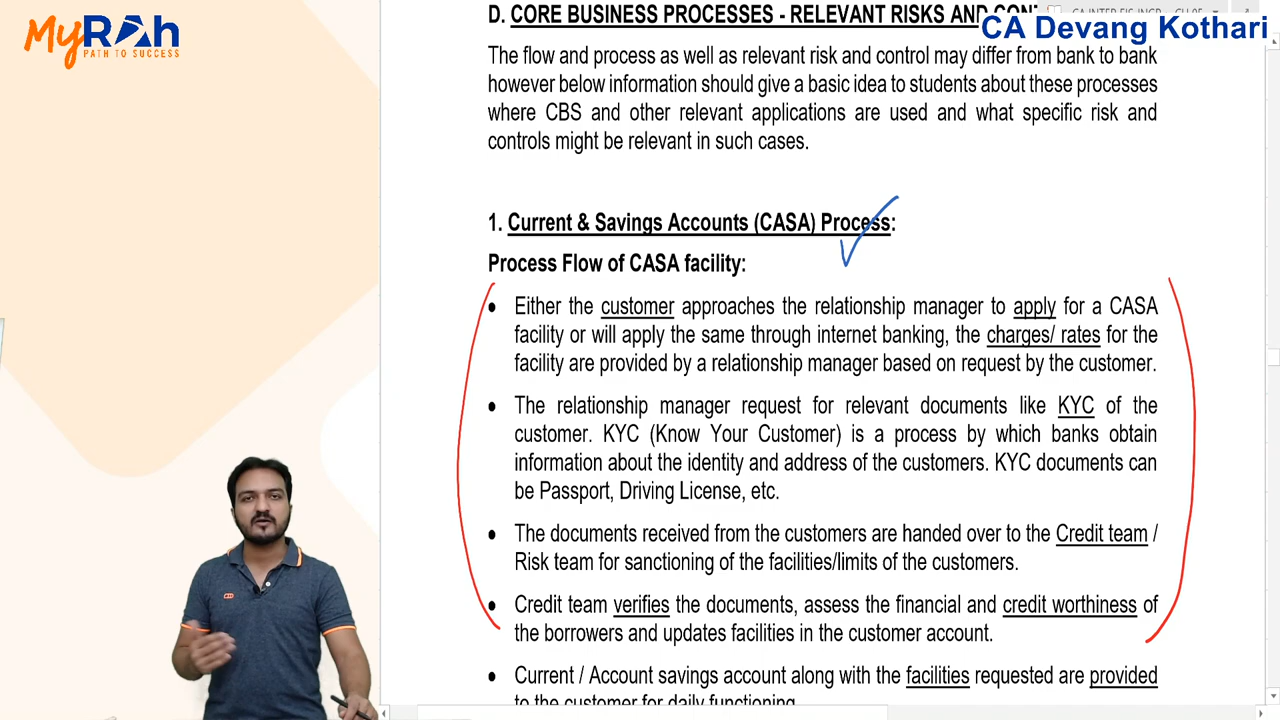 MyRAh
PATH TO SUCCESS
D. CORE BUSINESS PROCESSES - RELEVANT RISKS AND
CA Devang Kothari
The flow and process as well as relevant risk and control may differ from bank to bank
however below information should give a basic idea to students about these processes
where CBS and other relevant applications are used and what specific risk and
controls might be relevant in such cases.
1. Current & Savings Accounts (CASA) Process:
Process Flow of CASA facility:
• Either the customer approaches the relationship manager to apply for a CASA
facility or will apply the same through internet banking, the charges/ rates for the
facility are provided by a relationship manager based on request by the customer.
• The relationship manager request for relevant documents like KYC of the
customer. KYC (Know Your Customer) is a process by which banks obtain
information about the identity and address of the customers. KYC documents can
be Passport, Driving License, etc.
• The documents received from the customers are handed over to the Credit team /
Risk team for sanctioning of the facilities/limits of the customers.
• Credit team verifies the documents, assess the financial and credit worthiness of
the borrowers and updates facilities in the customer account.
• Current / Account savings account along with the facilities requested are provided
to the customer for daily functioning.